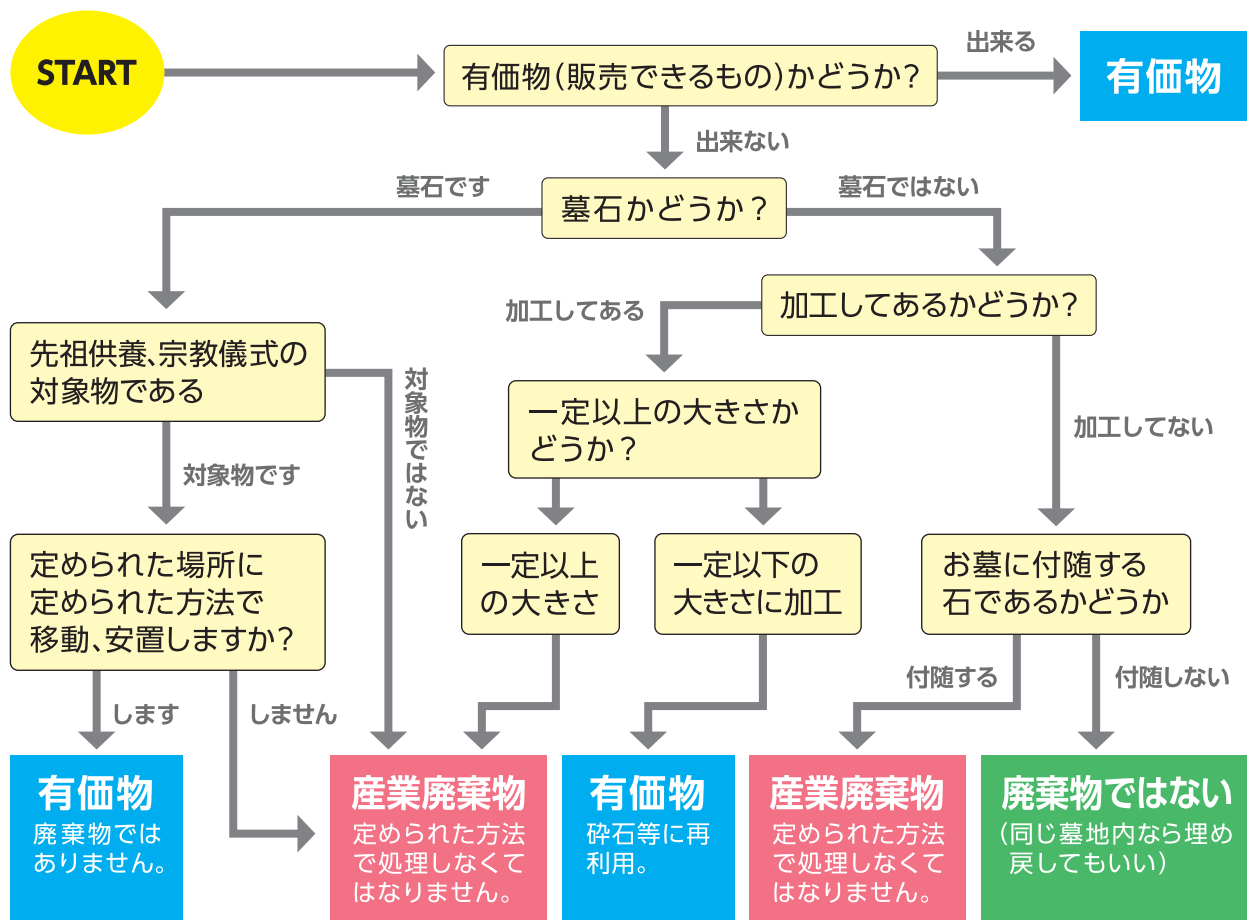 START
有価物(販売できるもの)かどうか?
出来る
有価物
出来ない
墓石かどうか?
墓石です
墓石ではない
加工してあるかどうか?
加工してある
加工してない
先祖供養、宗教儀式の
対象物である
対象物ではない
対象物です
一定以上の大きさか
どうか?
定められた場所に
定められた方法で
移動、安置しますか?
一定以上
の大きさ
一定以下の
大きさに加工
お墓に付随する
石であるかどうか
します
しません
付随する
付随しない
有価物
廃棄物では
ありません。
産業廃棄物
定められた方法
で処理しなくて
はなりません。
有価物
砕石等に再
利用。
産業廃棄物
定められた方法
で処理しなくて
はなりません。
廃棄物ではない
(同じ墓地内なら埋め
戻してもいい)